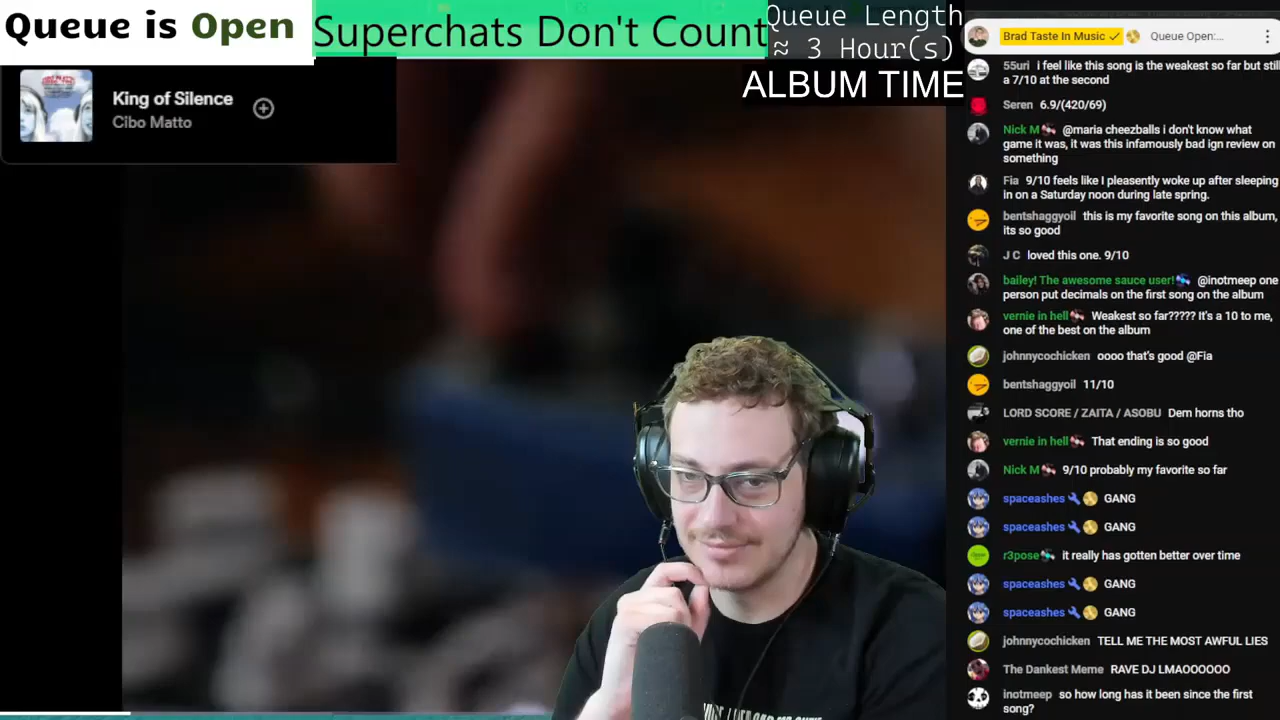 Queue is Open
Superchats Don't Count
Queue Length
≈ 3 Hour(s)
ALBUM TIME
King of Silence
Cibo Matto
Brad Taste In Music
Queue Open:...
55uri i feel like this song is the weakest so far but still
a 7/10 at the second
Seren 6.9/(420/69)
Nick M @maria cheezballs i don't know what
game it was, it was this infamously bad ign review on
something
Fia 9/10 feels like I pleasently woke up after sleeping
in on a Saturday noon during late spring.
bentshaggyoil this is my favorite song on this album,
its so good
J C loved this one. 9/10
bailey! The awesome sauce user! @inotmeep one
person put decimals on the first song on the album
vernie in hell Weakest so far????? It's a 10 to me,
one of the best on the album
johnnycochicken oooo that's good @Fia
bentshaggyoil 11/10
LORD SCORE / ZAITA / ASOBU Dem horns tho
vernie in hell That ending is so good
Nick M 9/10 probably my favorite so far
spaceashes GANG
spaceashes GANG
r3pose it really has gotten better over time
spaceashes GANG
spaceashes GANG
johnnycochicken TELL ME THE MOST AWFUL LIES
The Dankest Meme RAVE DJ LMAOOOOOO
inotmeep so how long has it been since the first
song?